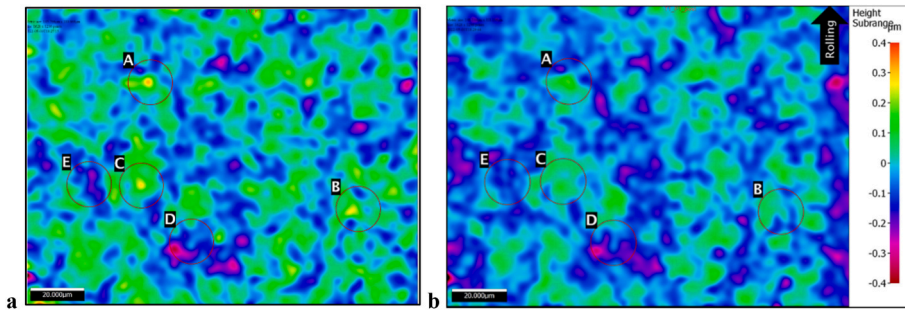 A
E
C
B
D
20.000µm
a
A
E
C
B
D
20.000µm
b
Rolling
Height
Subrange
µm
0.4
0.3
0.2
0.1
0
-0.1
-0.2
-0.3
-0.4